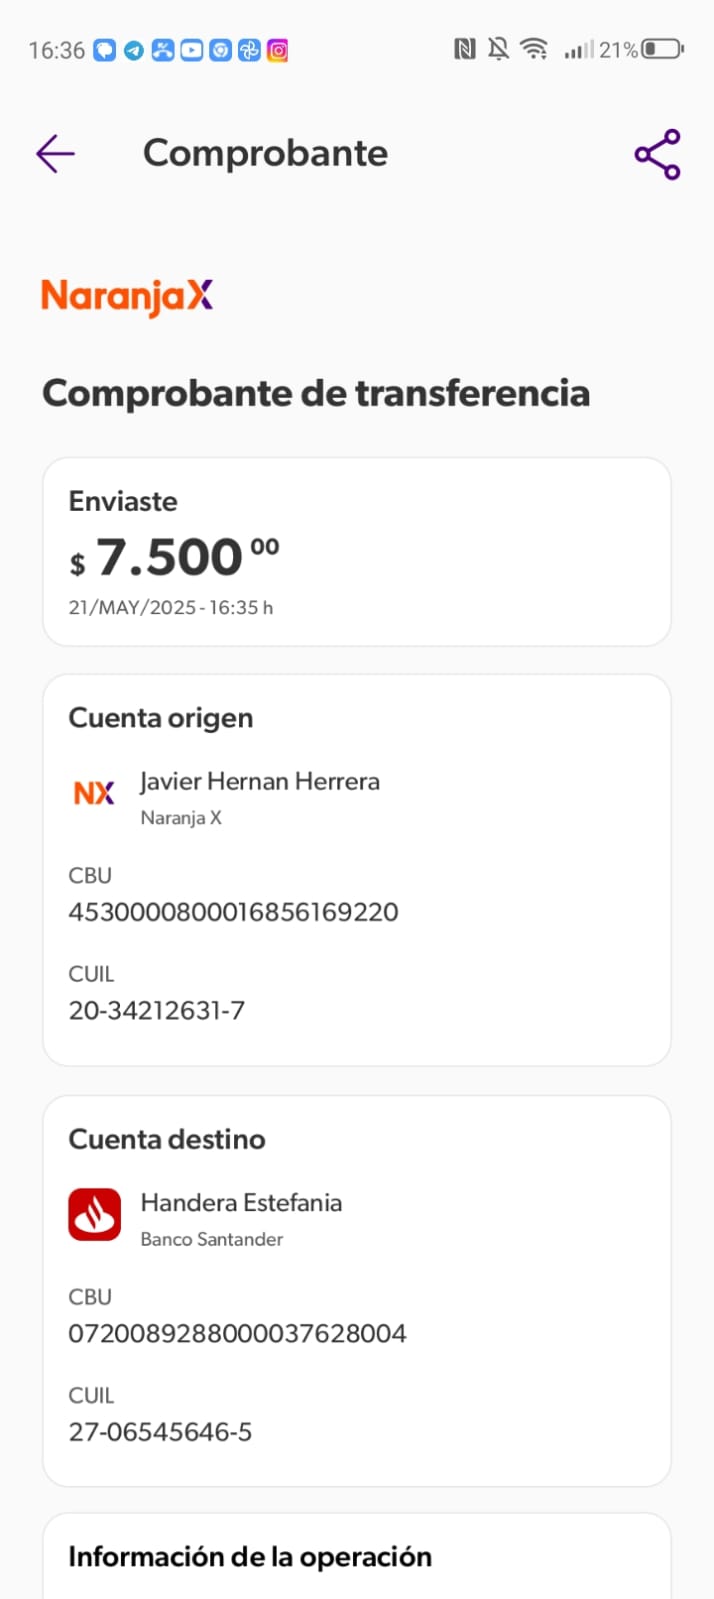 16:36 21%
Comprobante
NaranjaX
Comprobante de transferencia
Enviaste
$ 7.500 00
21/MAY/2025 - 16:35 h
Cuenta origen
NX
Javier Hernan Herrera
Naranja X
CBU
4530000800016856169220
CUIL
20-34212631-7
Cuenta destino
Handera Estefania
Banco Santander
CBU
0720089288000037628004
CUIL
27-06545646-5
Información de la operación